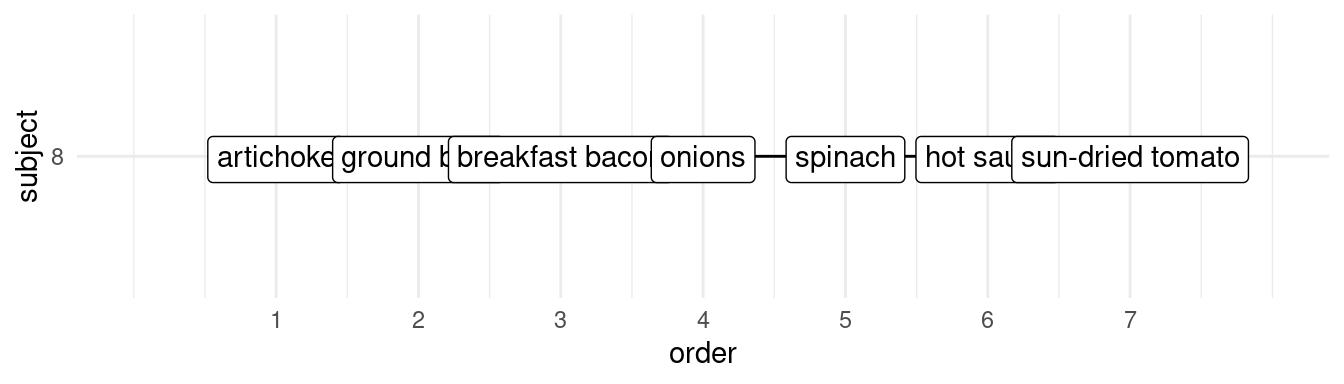 subject
8
artichoke ground b breakfast baco onions spinach hot sau sun-dried tomato
1 2 3 4 5 6 7
order